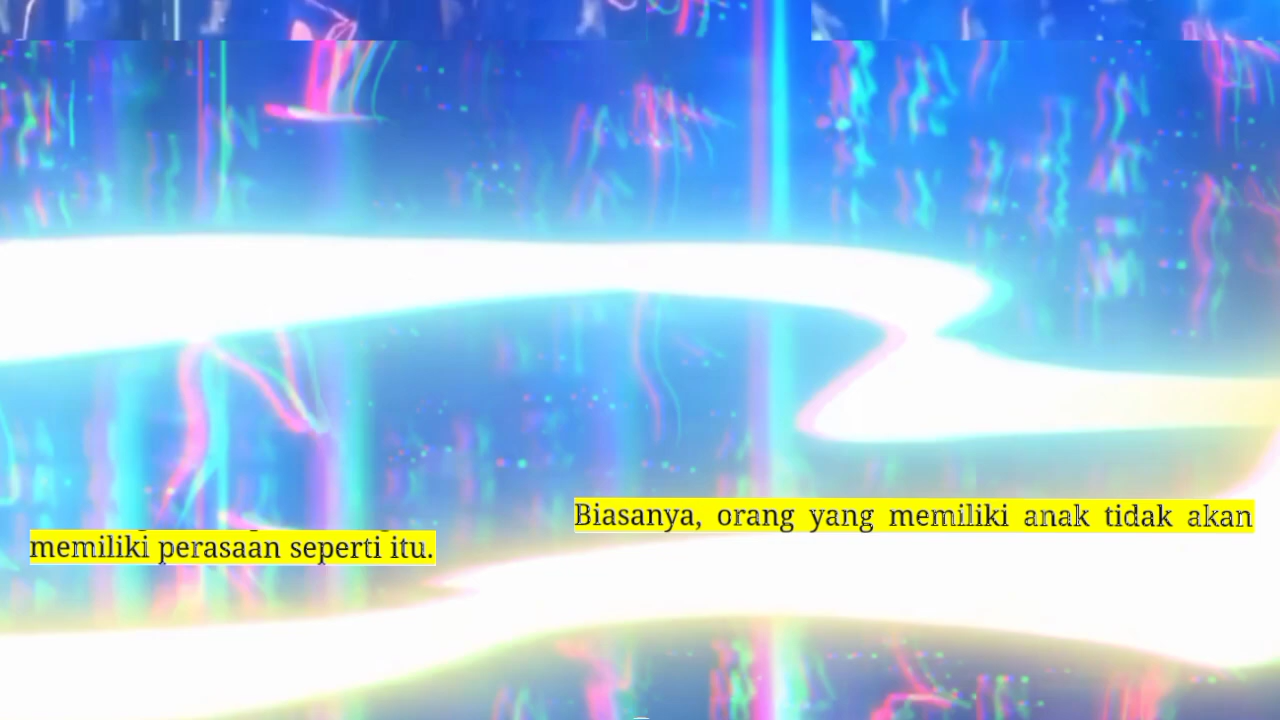 Biasanya, orang yang memiliki anak tidak akan
memiliki perasaan seperti itu.